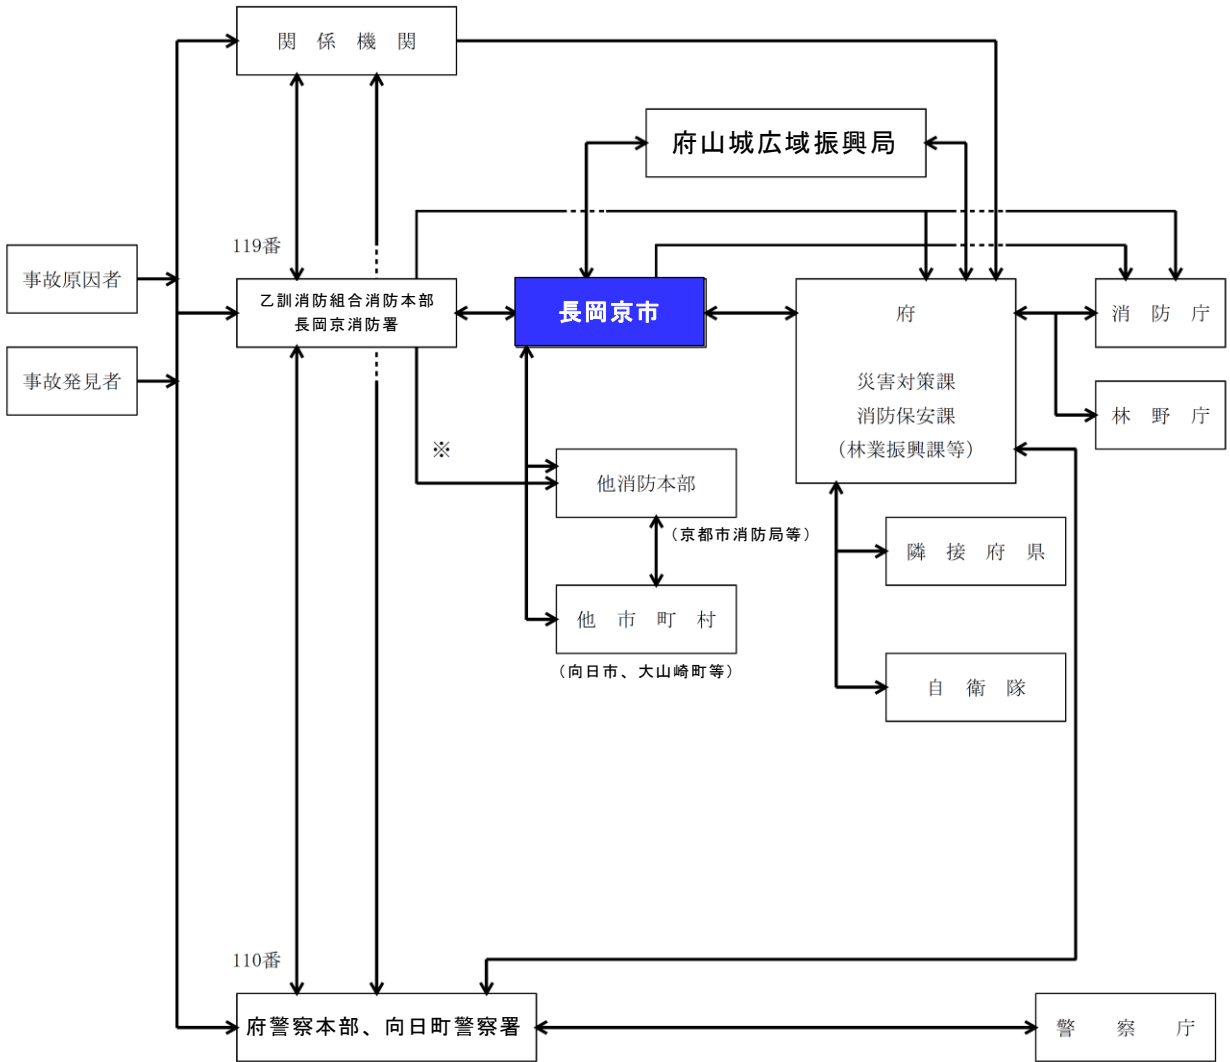 関係機関
府山城広域振興局
119番
事故原因者
乙訓消防組合消防本部
長岡京消防署
長岡京市
府
災害対策課
消防保安課
（林業振興課等）
消防庁
事故発見者
林野庁
※
他消防本部
（京都市消防局等）
隣接府県
他市町村
（向日市、大山崎町等）
自衛隊
110番
府警察本部、向日町警察署
警察庁